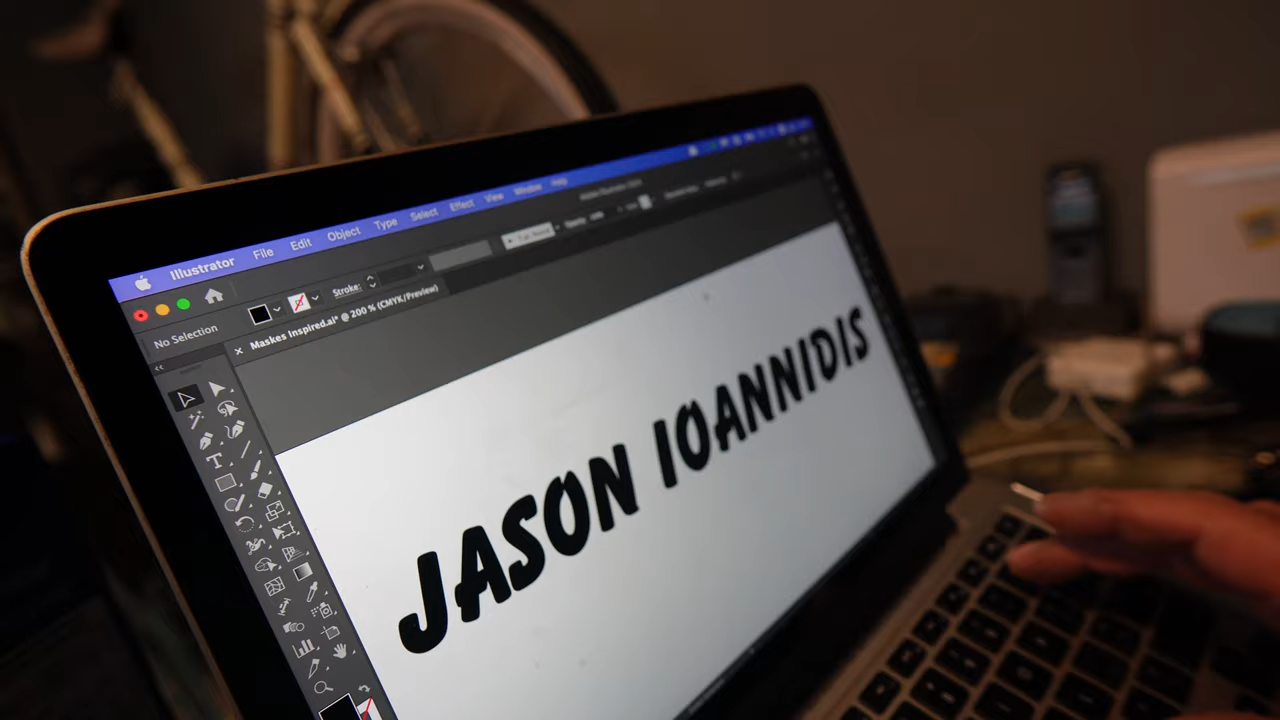 Illustrator File Edit Object Type Select Effect View Window Help
No Selection Stroke:
Maskes Inspired.ai* @ 200 % (CMYK/Preview)
JASON IOANNIDIS